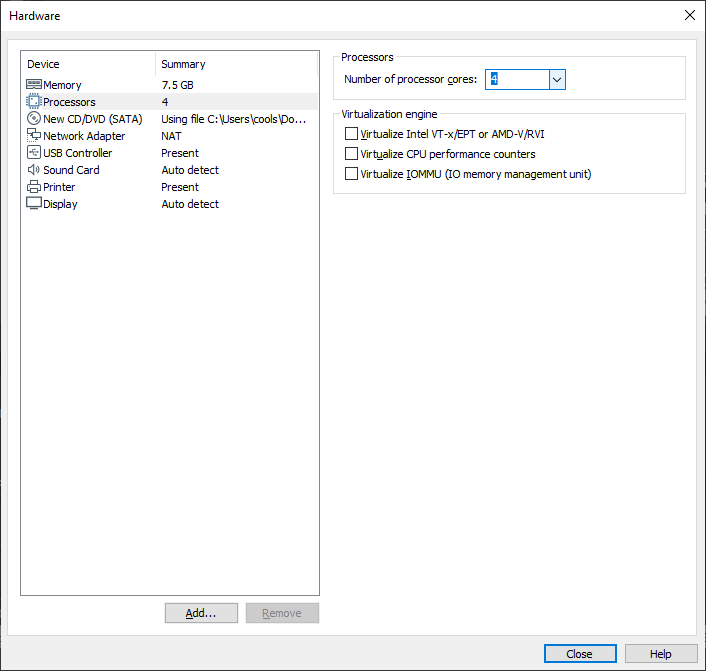 Hardware
Device Summary
Memory 7.5 GB
Processors 4
New CD/DVD (SATA) Using file C:\Users\cools\Do...
Network Adapter NAT
USB Controller Present
Sound Card Auto detect
Printer Present
Display Auto detect
Add...
Remove
Processors
Number of processor cores: 4
Virtualization engine
Virtualize Intel VT-x/EPT or AMD-V/RVI
Virtualize CPU performance counters
Virtualize IOMMU (IO memory management unit)
Close
Help